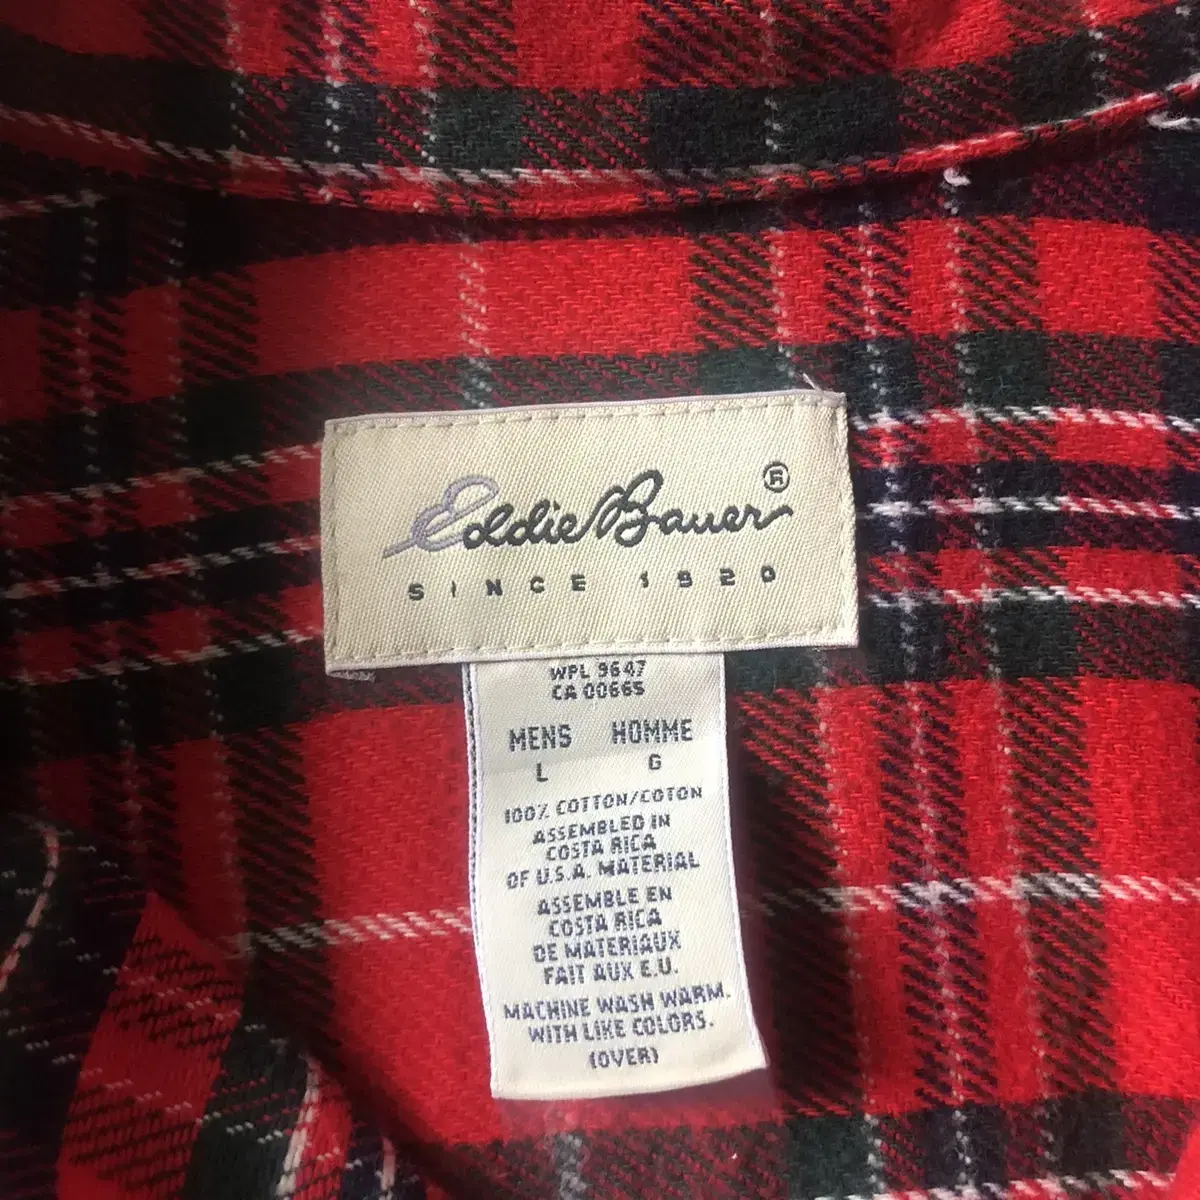 Eddie Bauer®
SINCE 1920
WPL 9647
CA 00665
MENS HOMME
L G
100% COTTON/COTON
ASSEMBLED IN
COSTA RICA
OF U.S.A. MATERIAL
ASSEMBLE EN
COSTA RICA
DE MATERIAUX
FAIT AUX E.U.
MACHINE WASH WARM.
WITH LIKE COLORS.
(OVER)